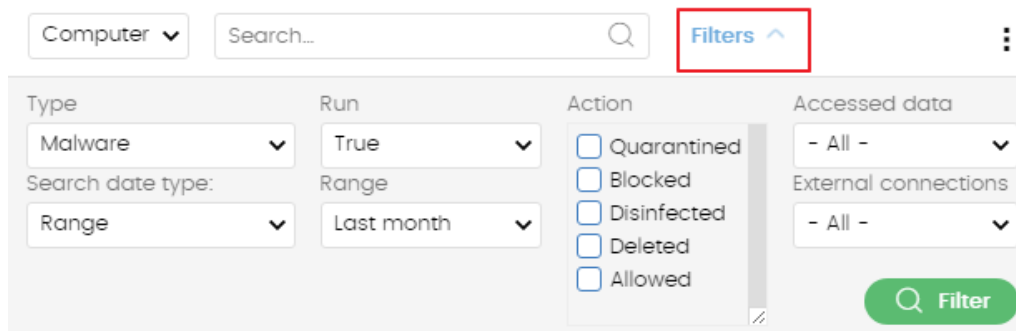 Computer
Search...
Filters
Type
Run
Action
Accessed data
Malware
True
Quarantined
- All -
Search date type:
Range
Blocked
External connections
Range
Last month
Disinfected
- All -
Deleted
Allowed
Filter